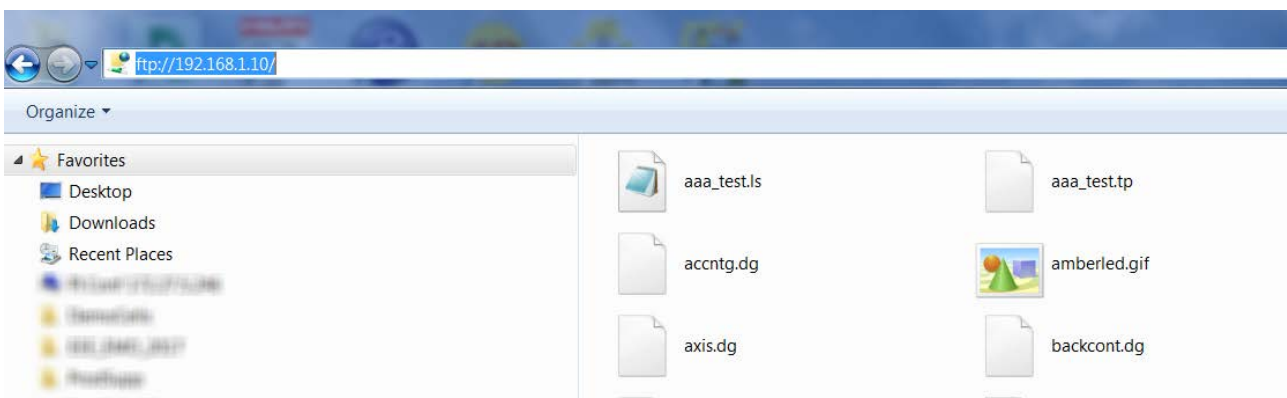 ftp://192.168.1.10/
Organize
Favorites
Desktop
Downloads
Recent Places
aaa_test.ls
aaa_test.tp
accntg.dg
amberled.gif
axis.dg
backcont.dg